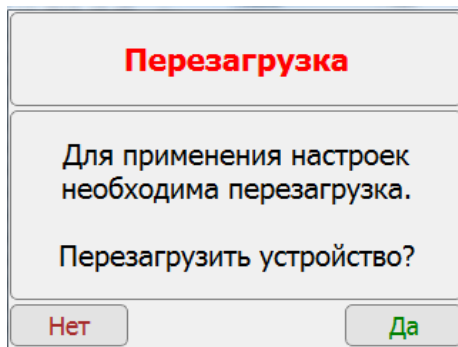 Перезагрузка
Для применения настроек
необходима перезагрузка.
Перезагрузить устройство?
Нет
Да